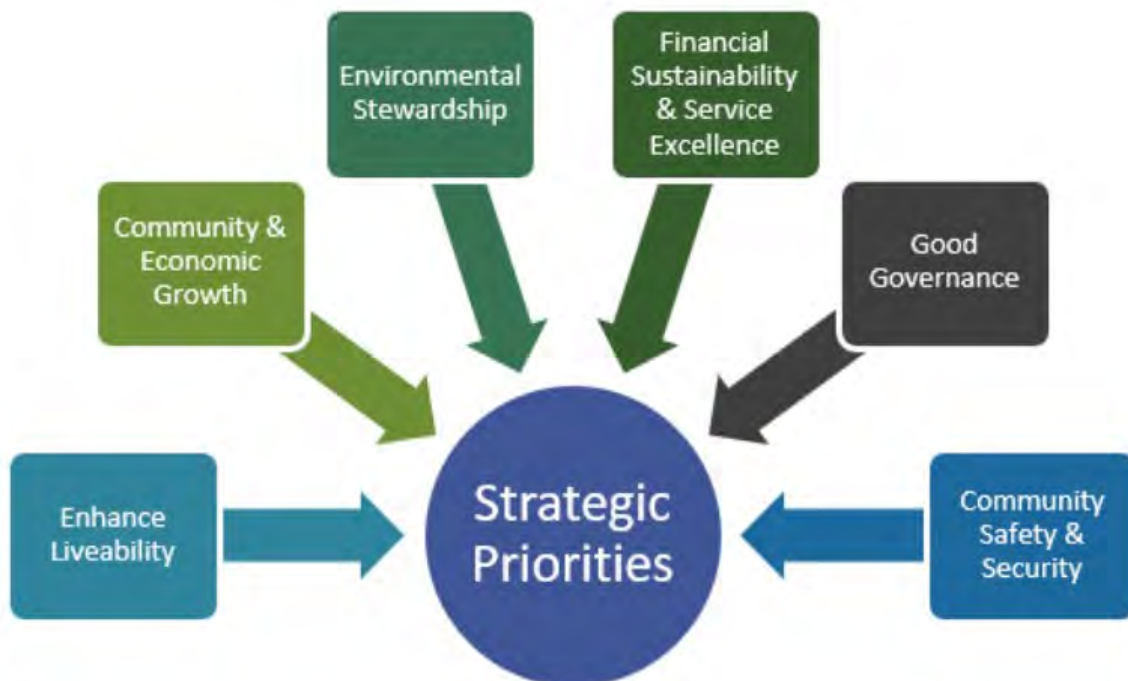 Environmental
Stewardship
Financial
Sustainability
& Service
Excellence
Community &
Economic
Growth
Good
Governance
Enhance
Liveability
Strategic
Priorities
Community
Safety &
Security